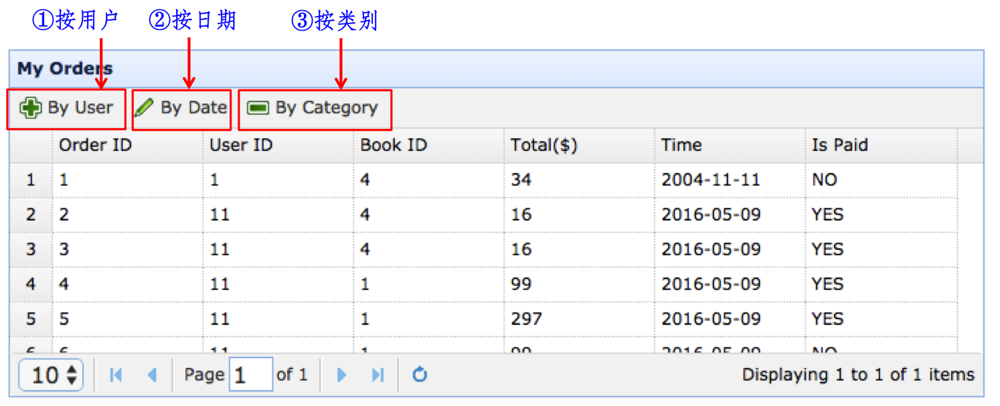 ①按用户 ②按日期 ③按类别
My Orders
By User By Date By Category
Order ID User ID Book ID Total($) Time Is Paid
1 1 1 4 34 2004-11-11 NO
2 2 11 4 16 2016-05-09 YES
3 3 11 4 16 2016-05-09 YES
4 4 11 1 99 2016-05-09 YES
5 5 11 1 297 2016-05-09 YES
6 6 11 1 99 2016-05-09 NO
10 Page 1 of 1 Displaying 1 to 1 of 1 items